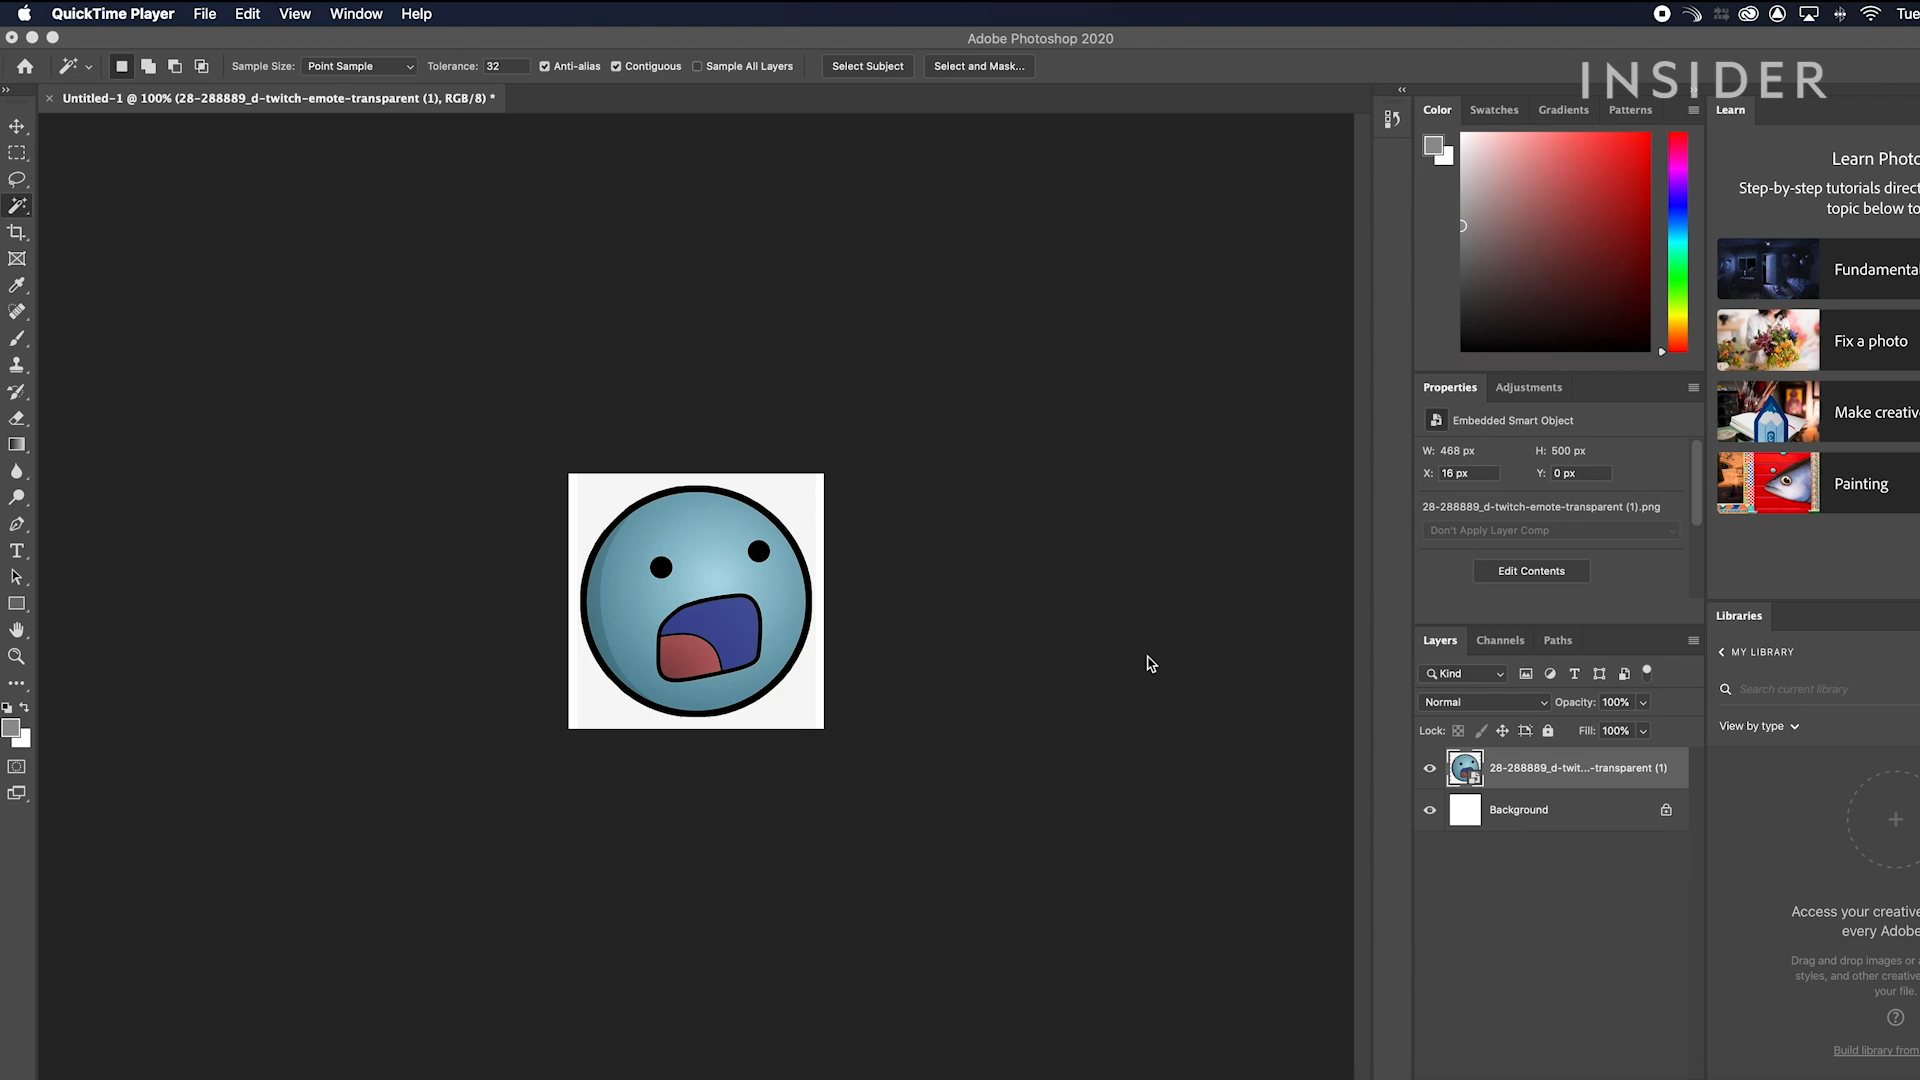 QuickTime Player File Edit View Window Help
Tue
Adobe Photoshop 2020
Sample Size: Point Sample Tolerance: 32 Anti-alias Contiguous Sample All Layers Select Subject Select and Mask...
INSIDER
Untitled-1 @ 100% (28-288889_d-twitch-emote-transparent (1), RGB/8) *
Color Swatches Gradients Patterns
Learn
Learn Photo
Step-by-step tutorials direct
topic below to
Fundamental
Fix a photo
Make creativ
Painting
Properties Adjustments
Embedded Smart Object
W: 468 px H: 500 px
X: 16 px Y: 0 px
28-288889_d-twitch-emote-transparent (1).png
Don't Apply Layer Comp
Edit Contents
Layers Channels Paths
Kind
Normal Opacity: 100%
Lock: Fill: 100%
28-288889_d-twit...-transparent (1)
Background
Libraries
MY LIBRARY
Search current library
View by type
Access your creative
every Adobe
Drag and drop images or a
styles, and other creative
your file.
Build library from